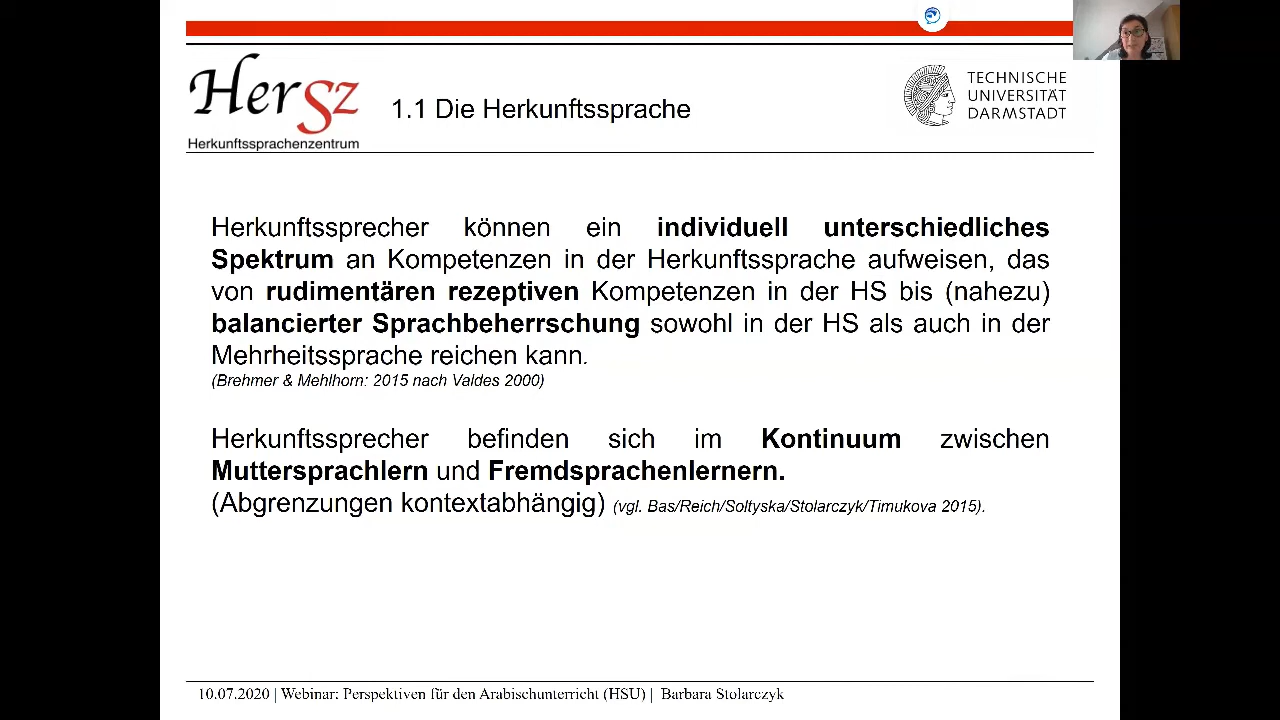 Hersz
Herkunftssprachenzentrum
1.1 Die Herkunftssprache
TECHNISCHE
UNIVERSITÄT
DARMSTADT
Herkunftssprecher können ein individuell unterschiedliches
Spektrum an Kompetenzen in der Herkunftssprache aufweisen, das
von rudimentären rezeptiven Kompetenzen in der HS bis (nahezu)
balancierter Sprachbeherrschung sowohl in der HS als auch in der
Mehrheitssprache reichen kann.
(Brehmer & Mehlhorn: 2015 nach Valdes 2000)
Herkunftssprecher befinden sich im Kontinuum zwischen
Muttersprachlern und Fremdsprachenlernern.
(Abgrenzungen kontextabhängig) (vgl. Bas/Reich/Soltyska/Stolarczyk/Timukova 2015).
10.07.2020 | Webinar: Perspektiven für den Arabischunterricht (HSU) | Barbara Stolarczyk